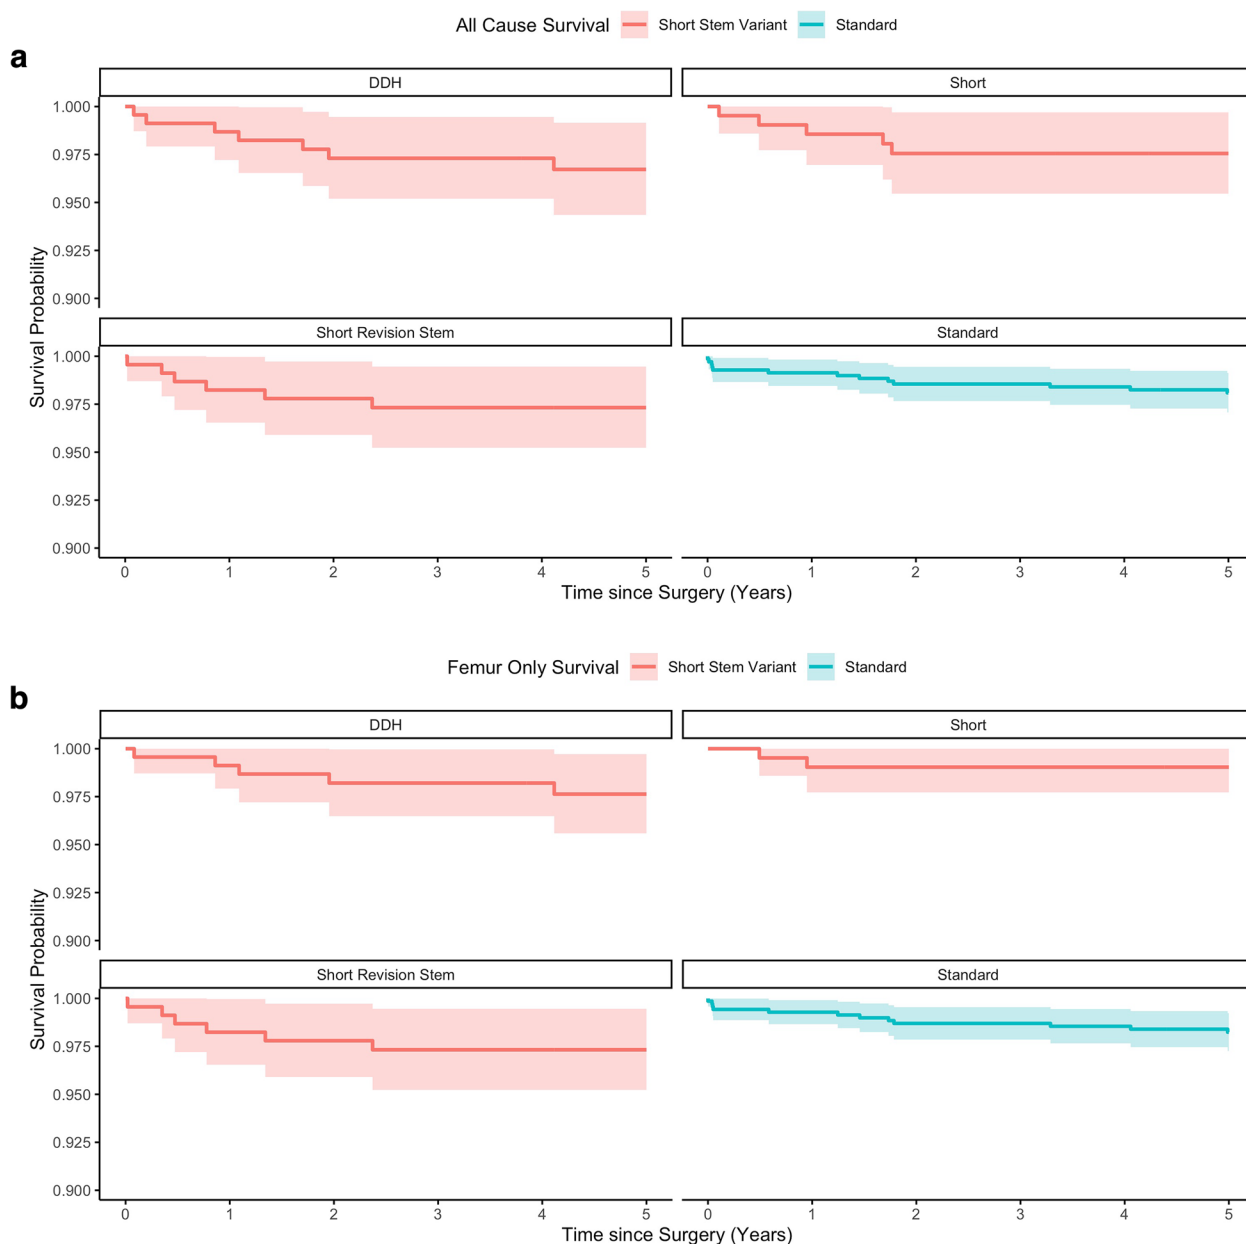 All Cause Survival Short Stem Variant Standard
a
DDH Short
1.000
0.975
0.950
0.925
0.900
Short Revision Stem Standard
1.000
0.975
0.950
0.925
0.900
Survival Probability
0 1 2 3 4 5 0 1 2 3 4 5
Time since Surgery (Years)
Femur Only Survival Short Stem Variant Standard
b
DDH Short
1.000
0.975
0.950
0.925
0.900
Short Revision Stem Standard
1.000
0.975
0.950
0.925
0.900
Survival Probability
0 1 2 3 4 5 0 1 2 3 4 5
Time since Surgery (Years)